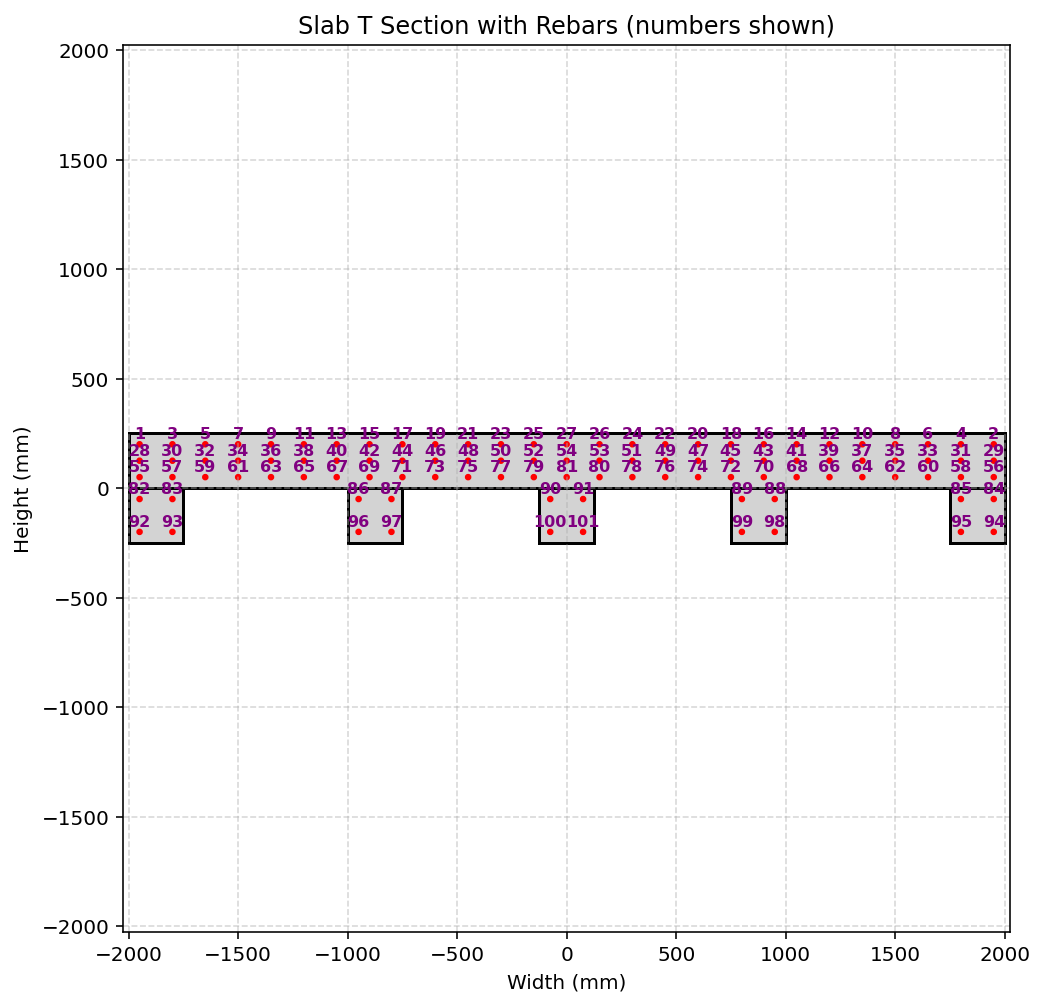 Slab T Section with Rebars (numbers shown)
2000
1500
1000
500
1 3 5 7 9 11 13 15 17 19 21 23 25 27 26 24 22 20 18 16 14 12 10 8 6 4 2
28 30 32 34 36 38 40 42 44 46 48 50 52 54 53 51 49 47 45 43 41 39 37 35 33 31 29
55 57 59 61 63 65 67 69 71 73 75 77 79 81 80 78 76 74 72 70 68 66 64 62 60 58 56
0
82 83 86 87 90 91 89 88 85 84
92 93 96 97 100 101 99 98 95 94
−500
−1000
−1500
−2000
Height (mm)
−2000 −1500 −1000 −500 0 500 1000 1500 2000
Width (mm)